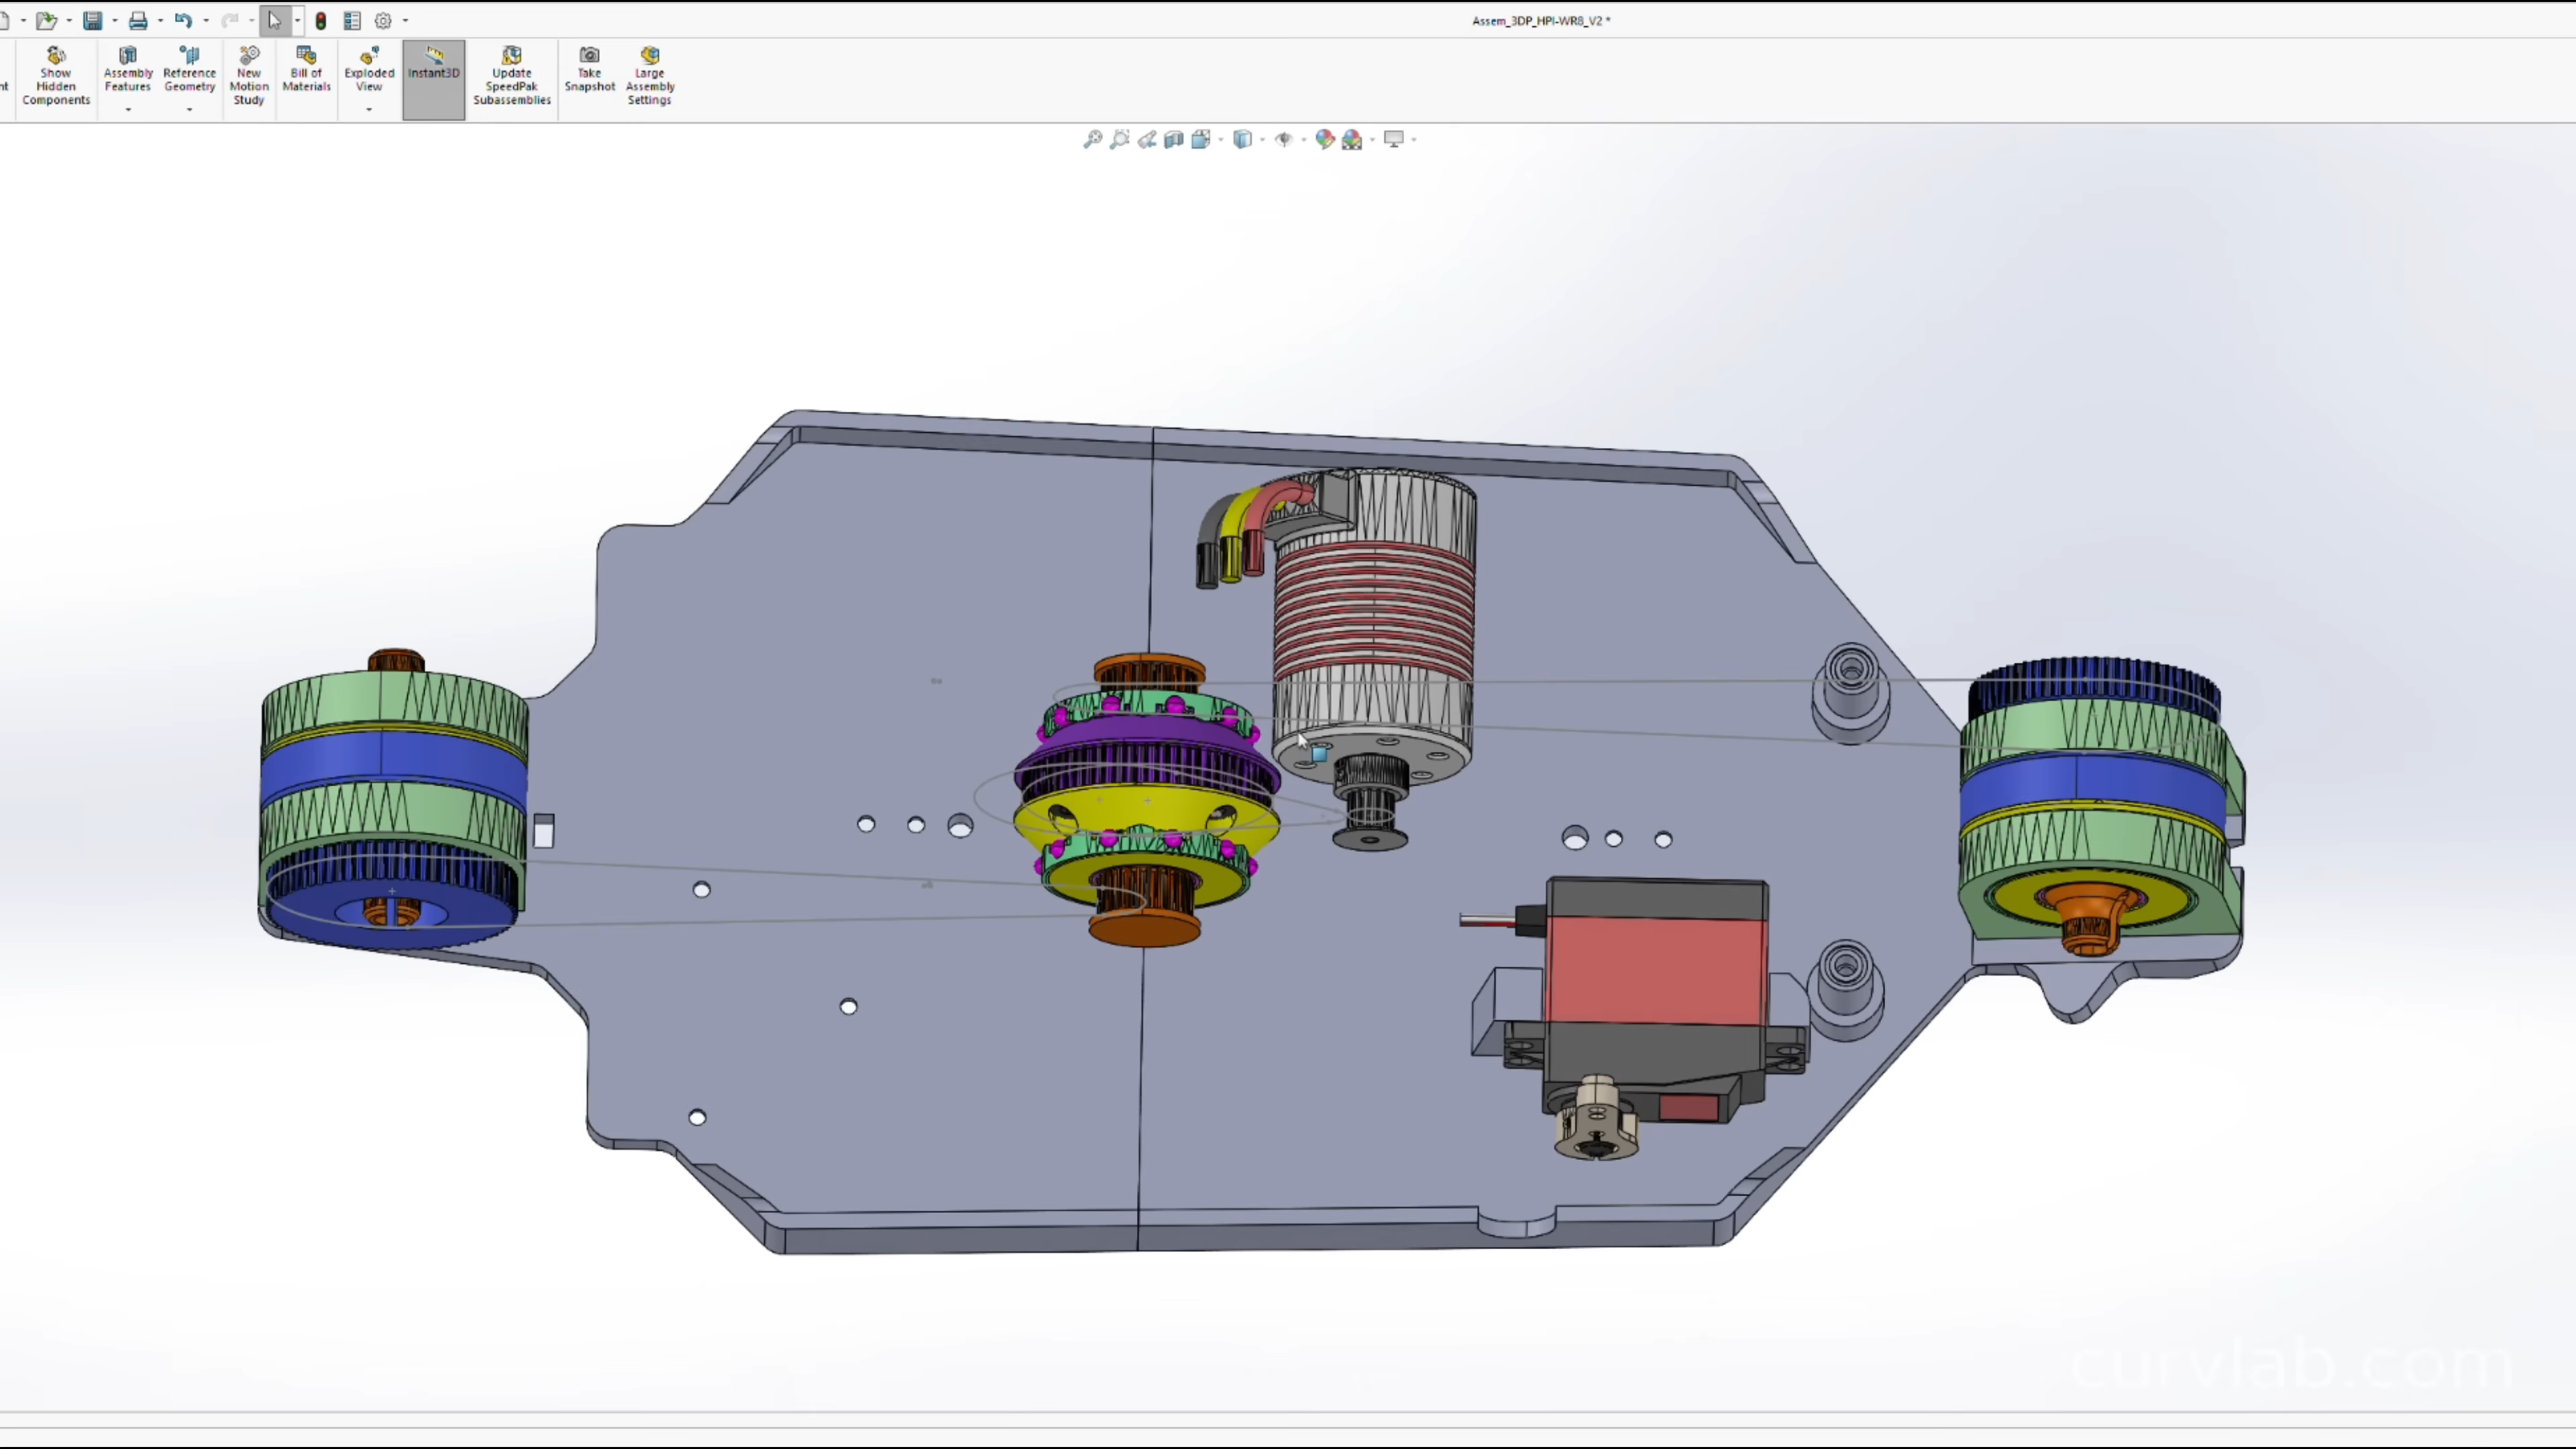 Assem_3DP_HPI-WR8_V2 *
nt
Show
Hidden
Components
Assembly
Features
Reference
Geometry
New
Motion
Study
Bill of
Materials
Exploded
View
Instant3D
Update
SpeedPak
Subassemblies
Take
Snapshot
Large
Assembly
Settings
curvlab.com